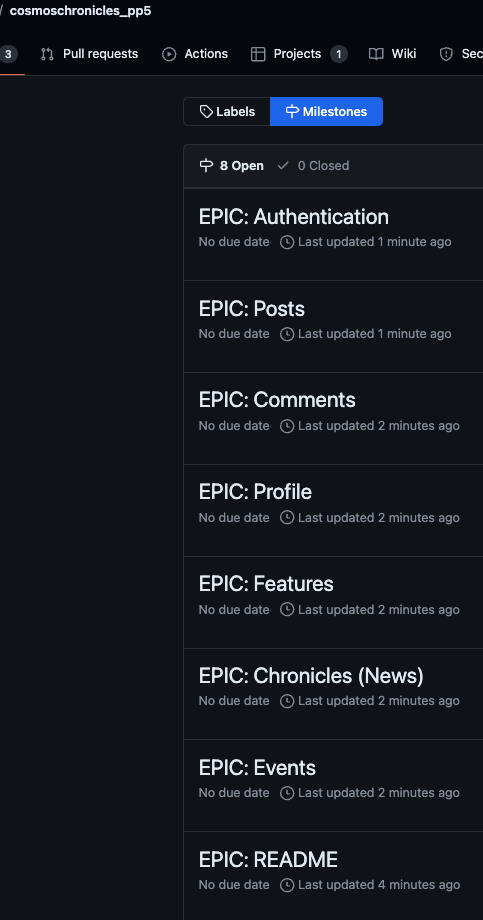 / cosmoschronicles_pp5
3 Pull requests Actions Projects 1 Wiki Sec
Labels Milestones
8 Open 0 Closed
EPIC: Authentication
No due date Last updated 1 minute ago
EPIC: Posts
No due date Last updated 1 minute ago
EPIC: Comments
No due date Last updated 2 minutes ago
EPIC: Profile
No due date Last updated 2 minutes ago
EPIC: Features
No due date Last updated 2 minutes ago
EPIC: Chronicles (News)
No due date Last updated 2 minutes ago
EPIC: Events
No due date Last updated 2 minutes ago
EPIC: README
No due date Last updated 4 minutes ago